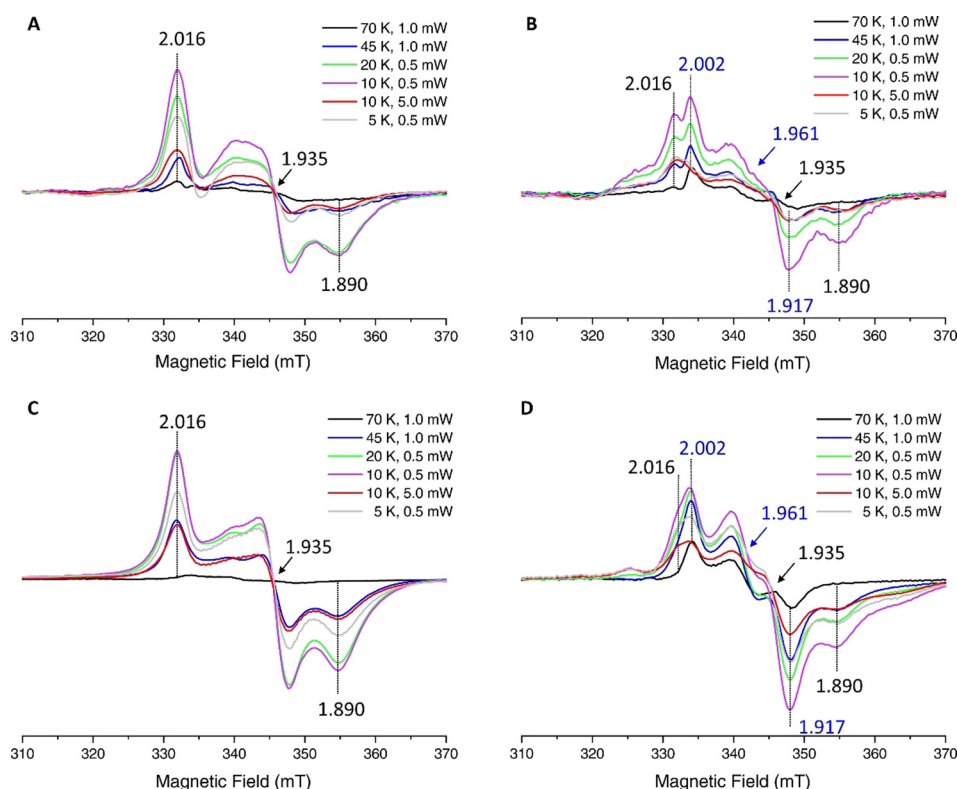 A
2.016
70 K, 1.0 mW
45 K, 1.0 mW
20 K, 0.5 mW
10 K, 0.5 mW
10 K, 5.0 mW
5 K, 0.5 mW
1.935
1.890
310 320 330 340 350 360 370
Magnetic Field (mT)
B
2.016
2.002
70 K, 1.0 mW
45 K, 1.0 mW
20 K, 0.5 mW
10 K, 0.5 mW
10 K, 5.0 mW
5 K, 0.5 mW
1.961
1.935
1.890
1.917
310 320 330 340 350 360 370
Magnetic Field (mT)
C
2.016
70 K, 1.0 mW
45 K, 1.0 mW
20 K, 0.5 mW
10 K, 0.5 mW
10 K, 5.0 mW
5 K, 0.5 mW
1.935
1.890
310 320 330 340 350 360 370
Magnetic Field (mT)
D
2.016
2.002
70 K, 1.0 mW
45 K, 1.0 mW
20 K, 0.5 mW
10 K, 0.5 mW
10 K, 5.0 mW
5 K, 0.5 mW
1.961
1.935
1.890
1.917
310 320 330 340 350 360 370
Magnetic Field (mT)